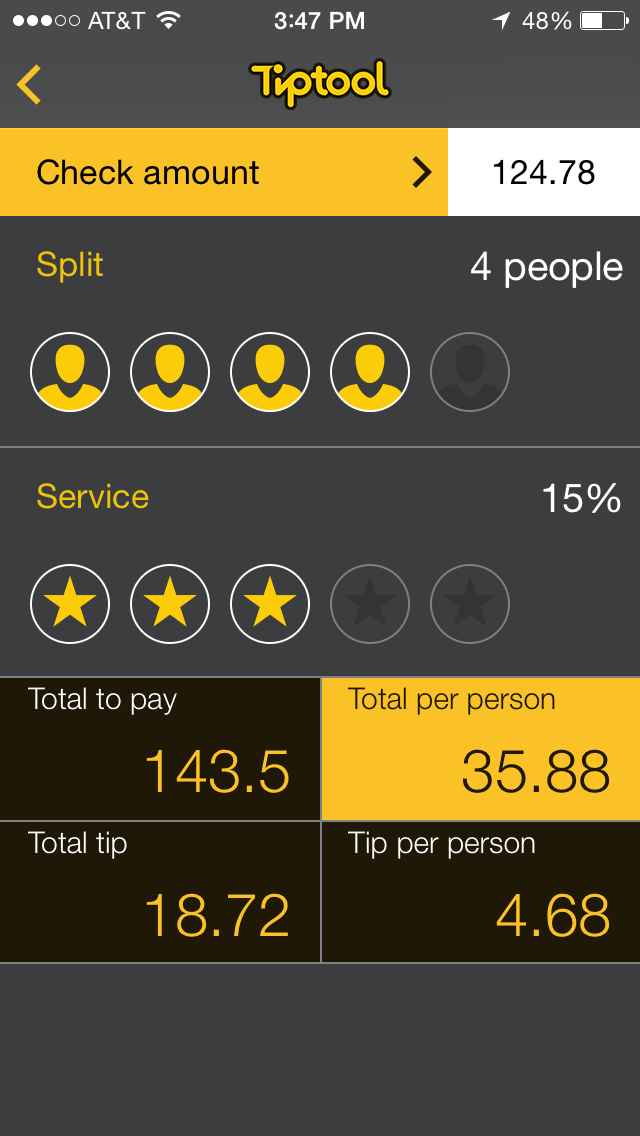 AT&T 3:47 PM 48%
Tiptool
Check amount 124.78
Split 4 people
Service 15%
Total to pay Total per person
143.5 35.88
Total tip Tip per person
18.72 4.68